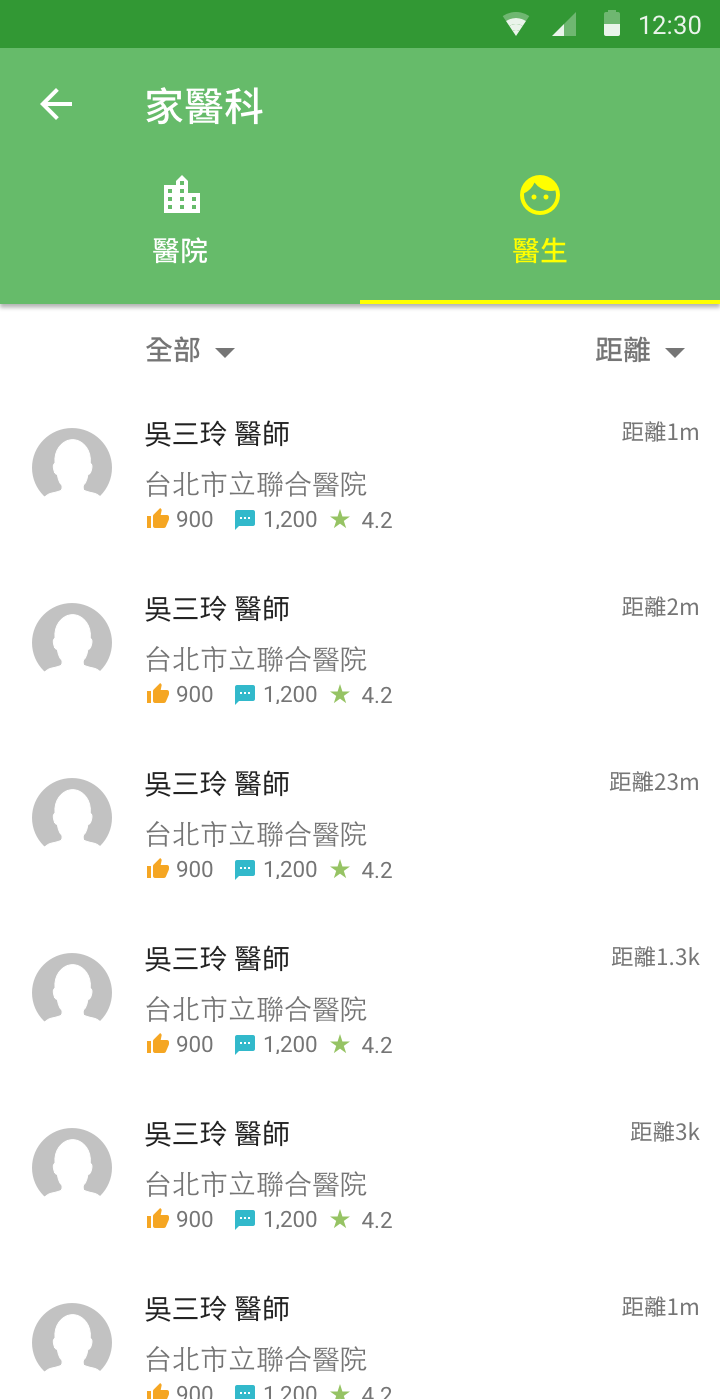 12:30
家醫科
醫院 醫生
全部 距離
吳三玲 醫師 距離1m
台北市立聯合醫院
900 1,200 4.2
吳三玲 醫師 距離2m
台北市立聯合醫院
900 1,200 4.2
吳三玲 醫師 距離23m
台北市立聯合醫院
900 1,200 4.2
吳三玲 醫師 距離1.3k
台北市立聯合醫院
900 1,200 4.2
吳三玲 醫師 距離3k
台北市立聯合醫院
900 1,200 4.2
吳三玲 醫師 距離1m
台北市立聯合醫院
900 1,200 4.2